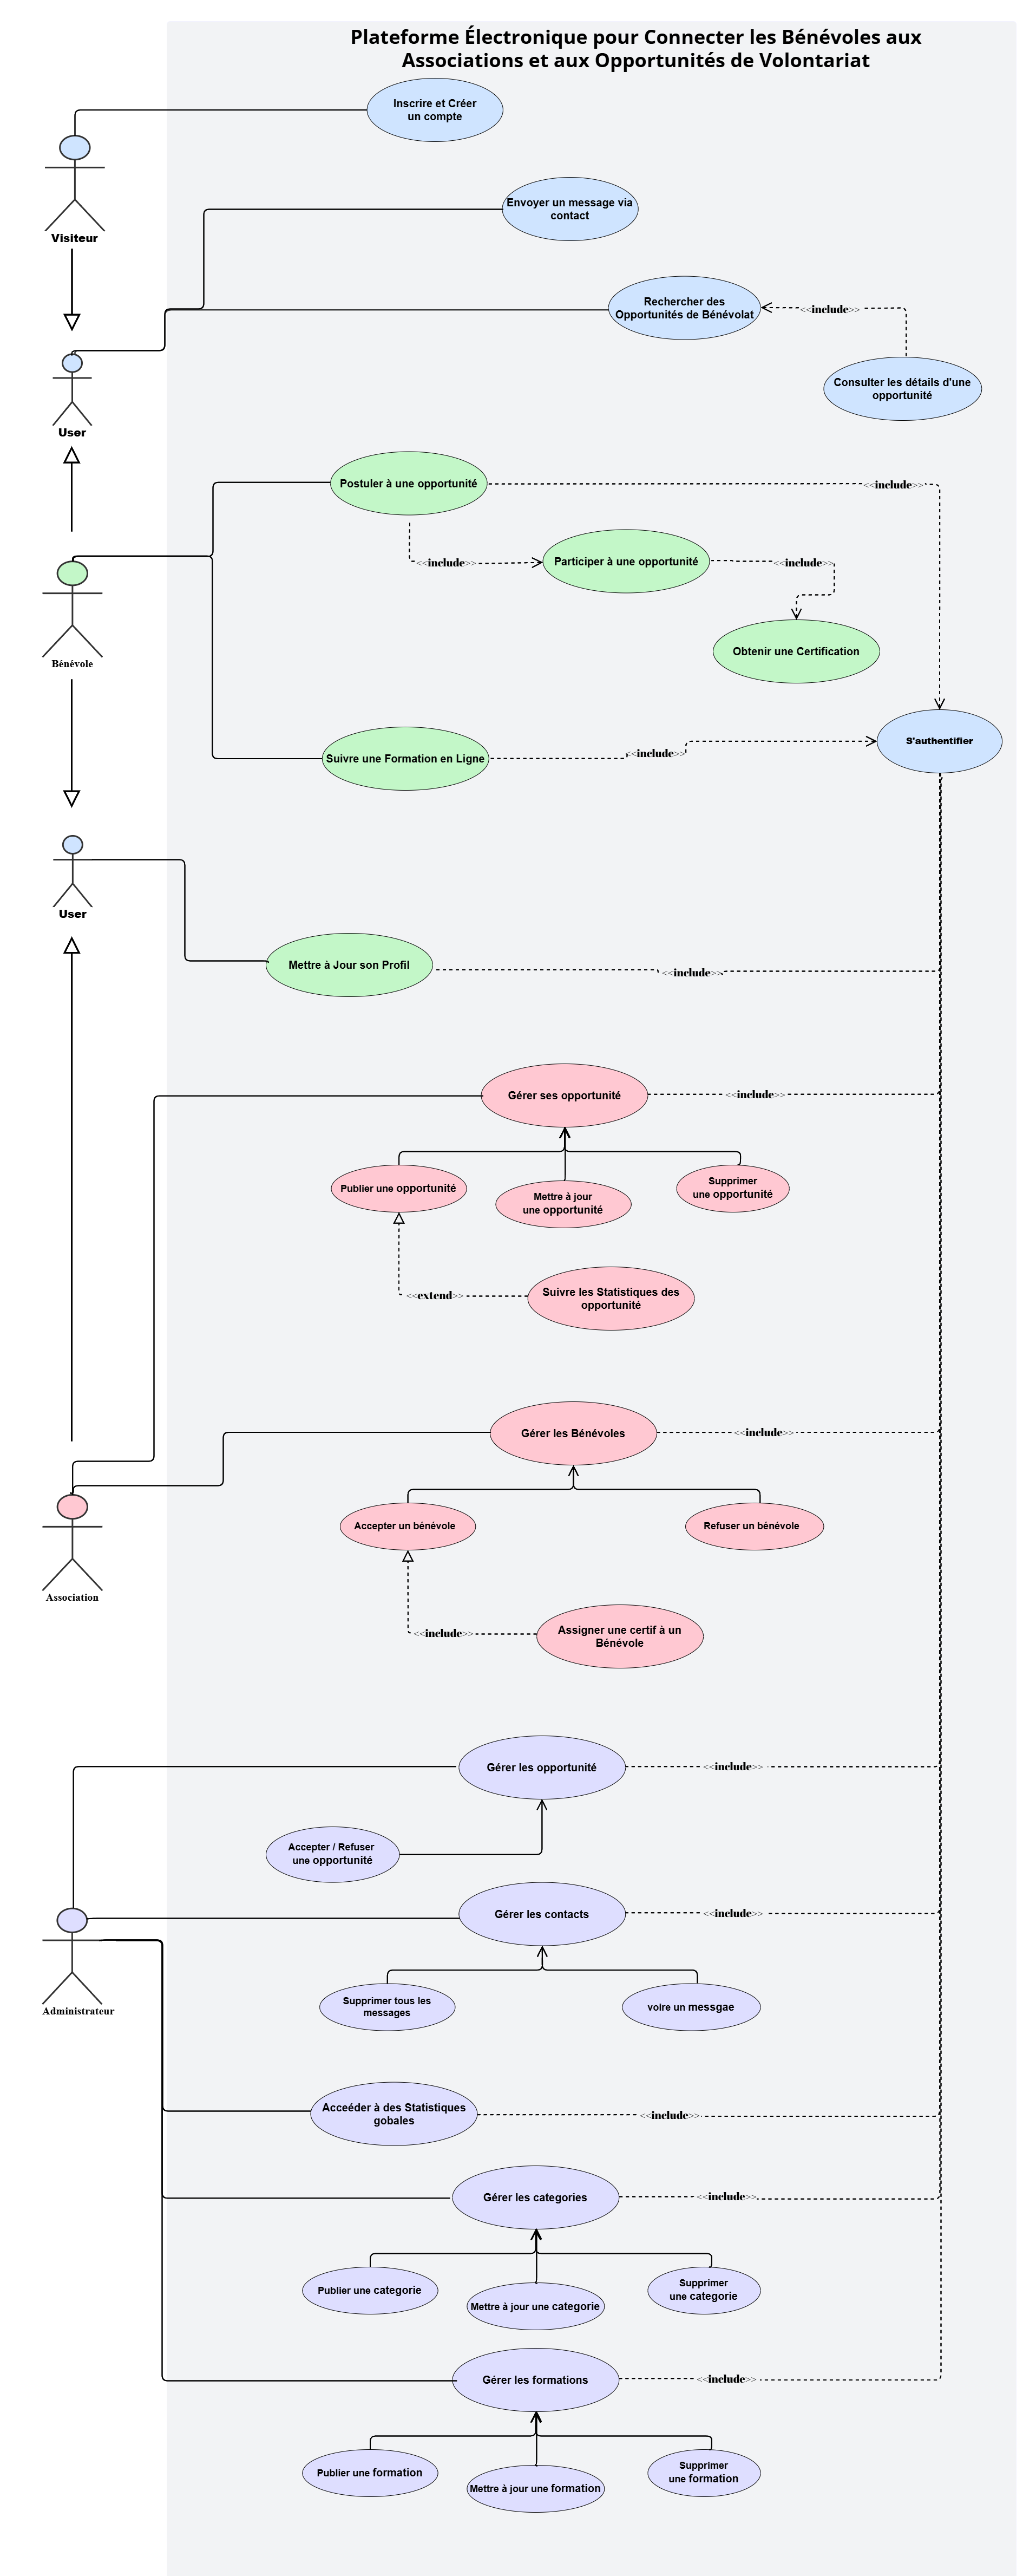 Plateforme Électronique pour Connecter les Bénévoles aux
Associations et aux Opportunités de Volontariat
Inscrire et Créer
un compte
Visiteur
Envoyer un message via
contact
Rechercher des
Opportunités de Bénévolat
<<include>>
Consulter les détails d'une
opportunité
User
Postuler à une opportunité
<<include>>
<<include>>
Participer à une opportunité
<<include>>
Obtenir une Certification
Bénévole
S'authentifier
Suivre une Formation en Ligne
<<include>>
User
Mettre à Jour son Profil
<<include>>
Gérer ses opportunité
<<include>>
Publier une opportunité
Mettre à jour
une opportunité
Supprimer
une opportunité
<<extend>>
Suivre les Statistiques des
opportunité
Gérer les Bénévoles
<<include>>
Accepter un bénévole
Refuser un bénévole
Association
<<include>>
Assigner une certif à un
Bénévole
Gérer les opportunité
<<include>>
Accepter / Refuser
une opportunité
Gérer les contacts
<<include>>
Administrateur
Supprimer tous les
messages
voire un messgae
Acceéder à des Statistiques
gobales
<<include>>
Gérer les categories
<<include>>
Publier une categorie
Mettre à jour une categorie
Supprimer
une categorie
Gérer les formations
<<include>>
Publier une formation
Mettre à jour une formation
Supprimer
une formation